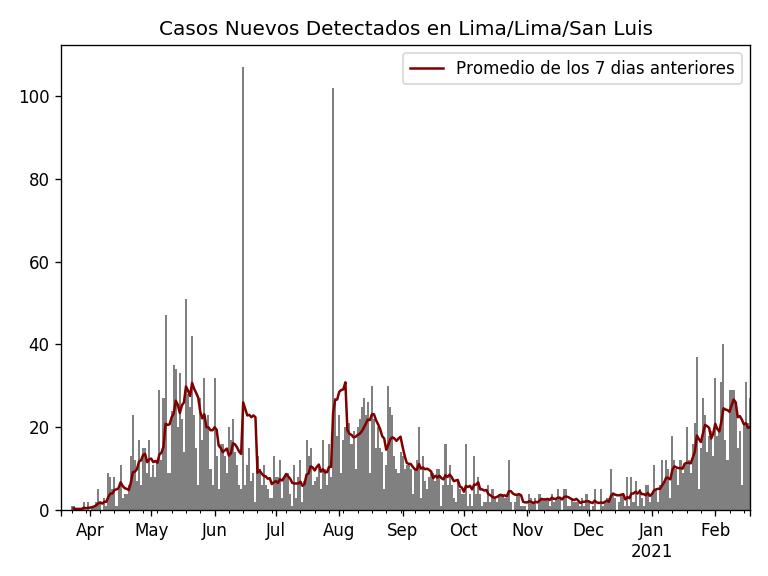 Casos Nuevos Detectados en Lima/Lima/San Luis
Promedio de los 7 dias anteriores
100
80
60
40
20
0
Apr May Jun Jul Aug Sep Oct Nov Dec Jan Feb
2021